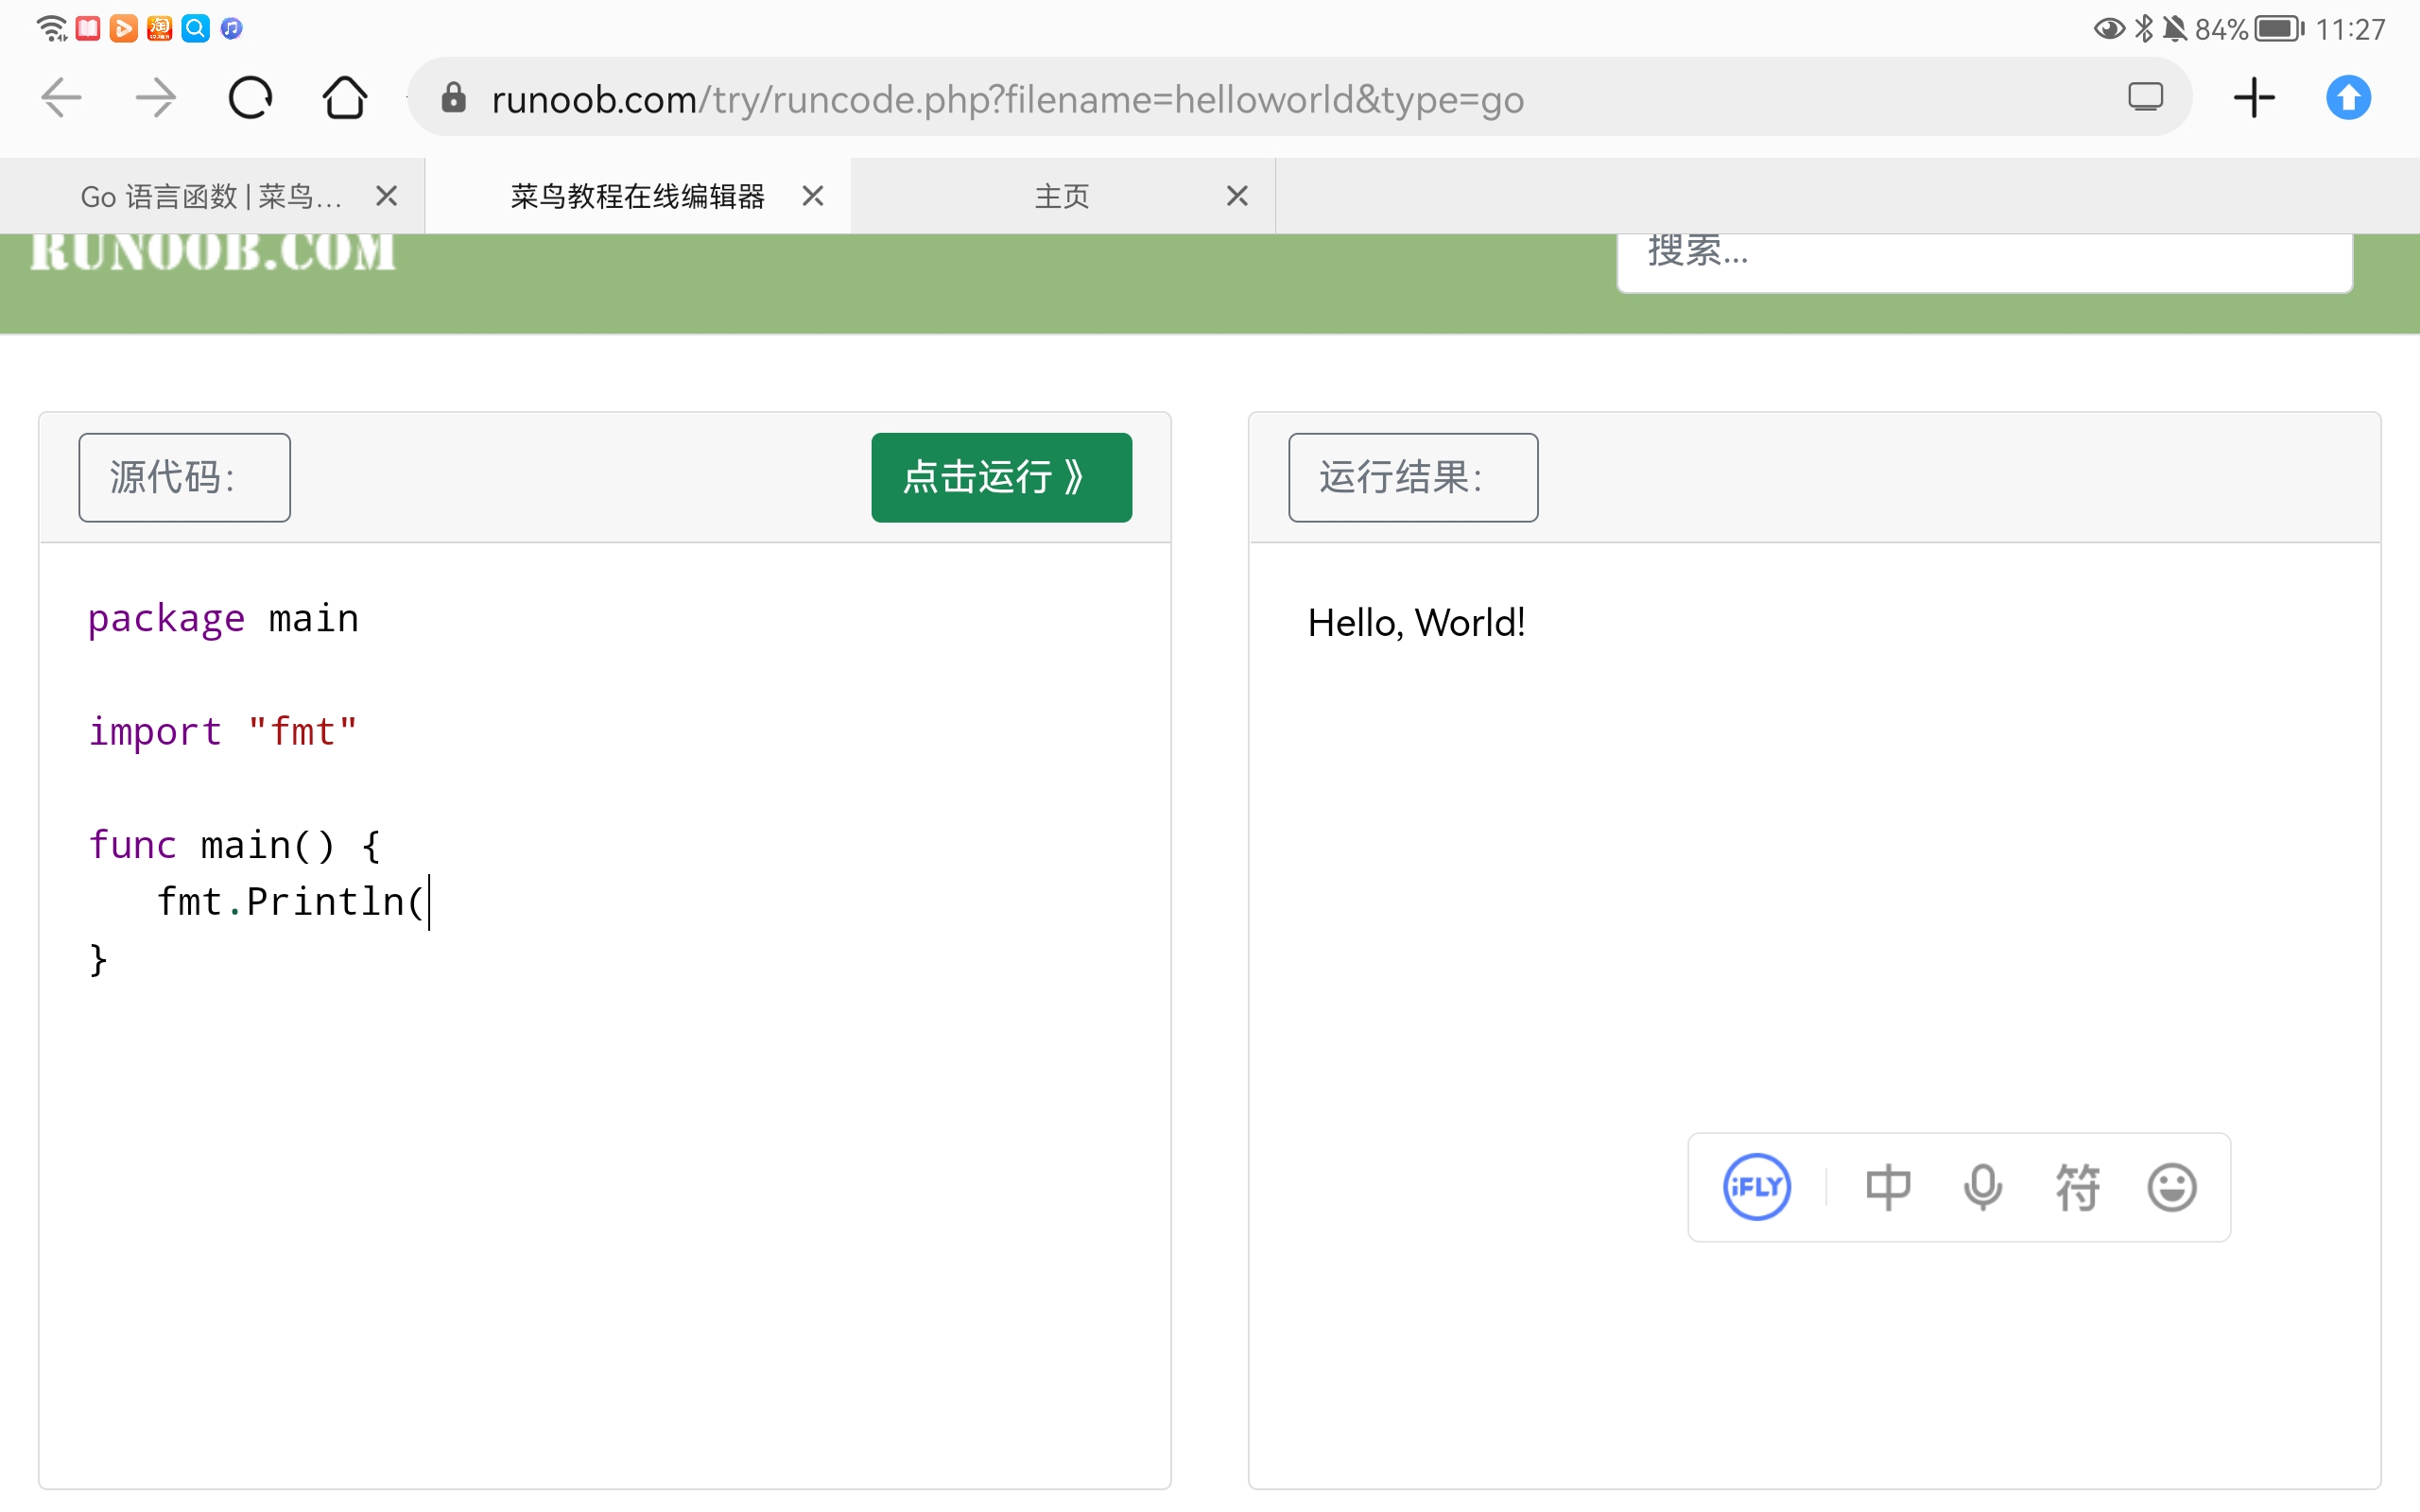 84% 11:27
runoob.com/try/runcode.php?filename=helloworld&type=go
Go 语言函数 | 菜鸟...
菜鸟教程在线编辑器
主页
RUNOOB.COM
搜索...
源代码:
点击运行 》
运行结果:
package main
import "fmt"
func main() {
fmt.Println(
}
Hello, World!
iFLY 中 符